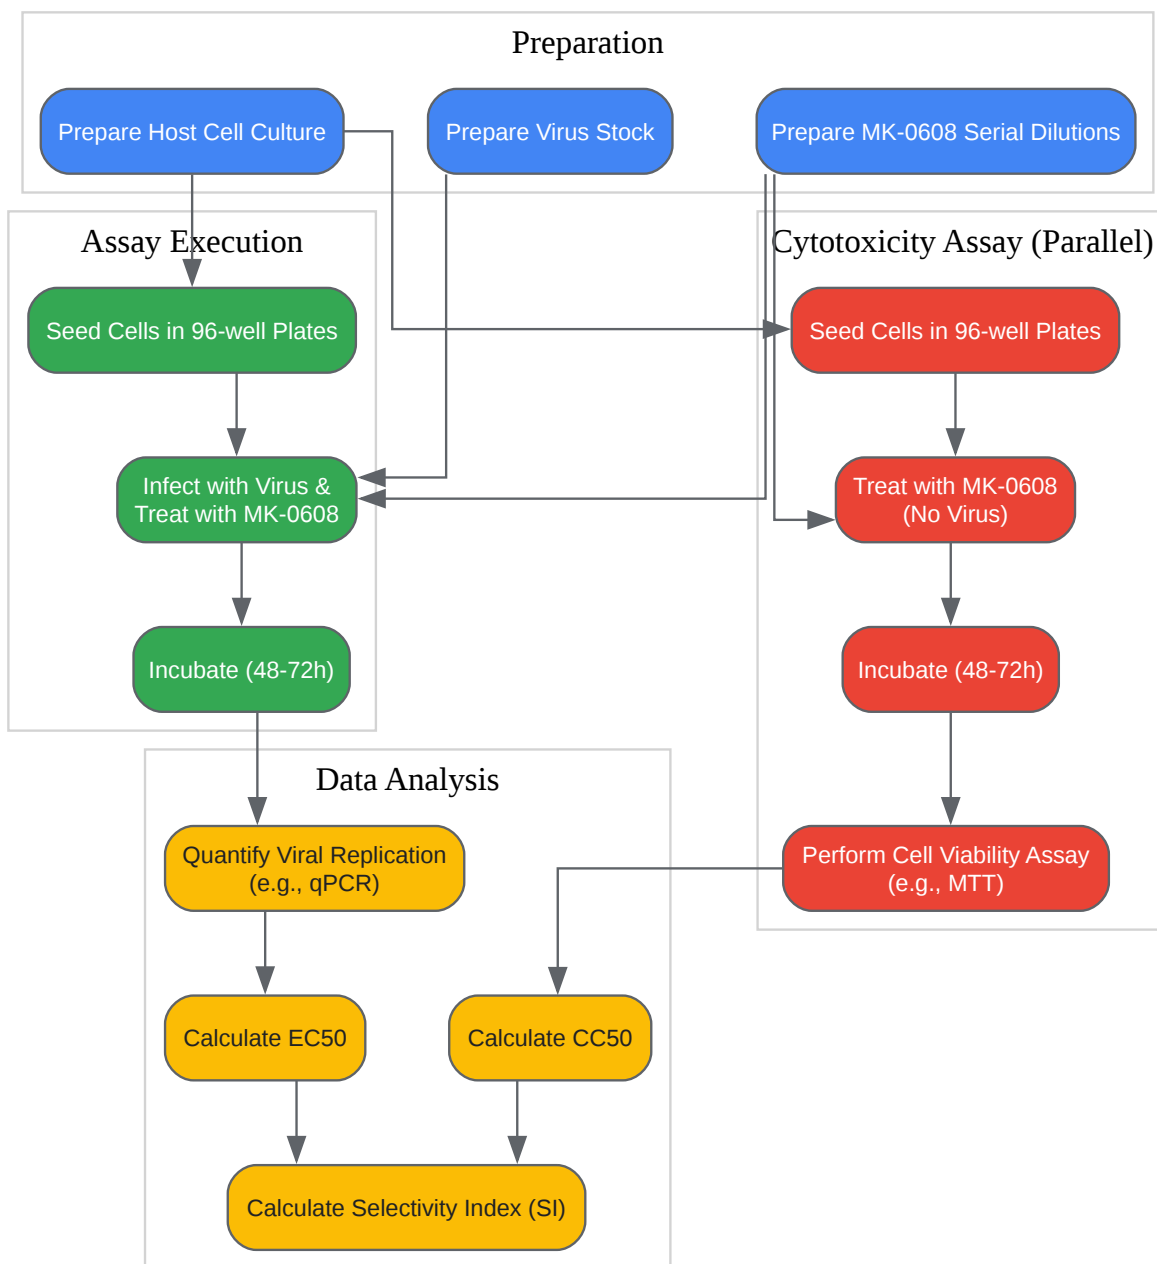 Preparation
Prepare Host Cell Culture
Prepare Virus Stock
Prepare MK-0608 Serial Dilutions
Assay Execution
Seed Cells in 96-well Plates
Infect with Virus &
Treat with MK-0608
Incubate (48-72h)
Cytotoxicity Assay (Parallel)
Seed Cells in 96-well Plates
Treat with MK-0608
(No Virus)
Incubate (48-72h)
Perform Cell Viability Assay
(e.g., MTT)
Data Analysis
Quantify Viral Replication
(e.g., qPCR)
Calculate EC50
Calculate CC50
Calculate Selectivity Index (SI)